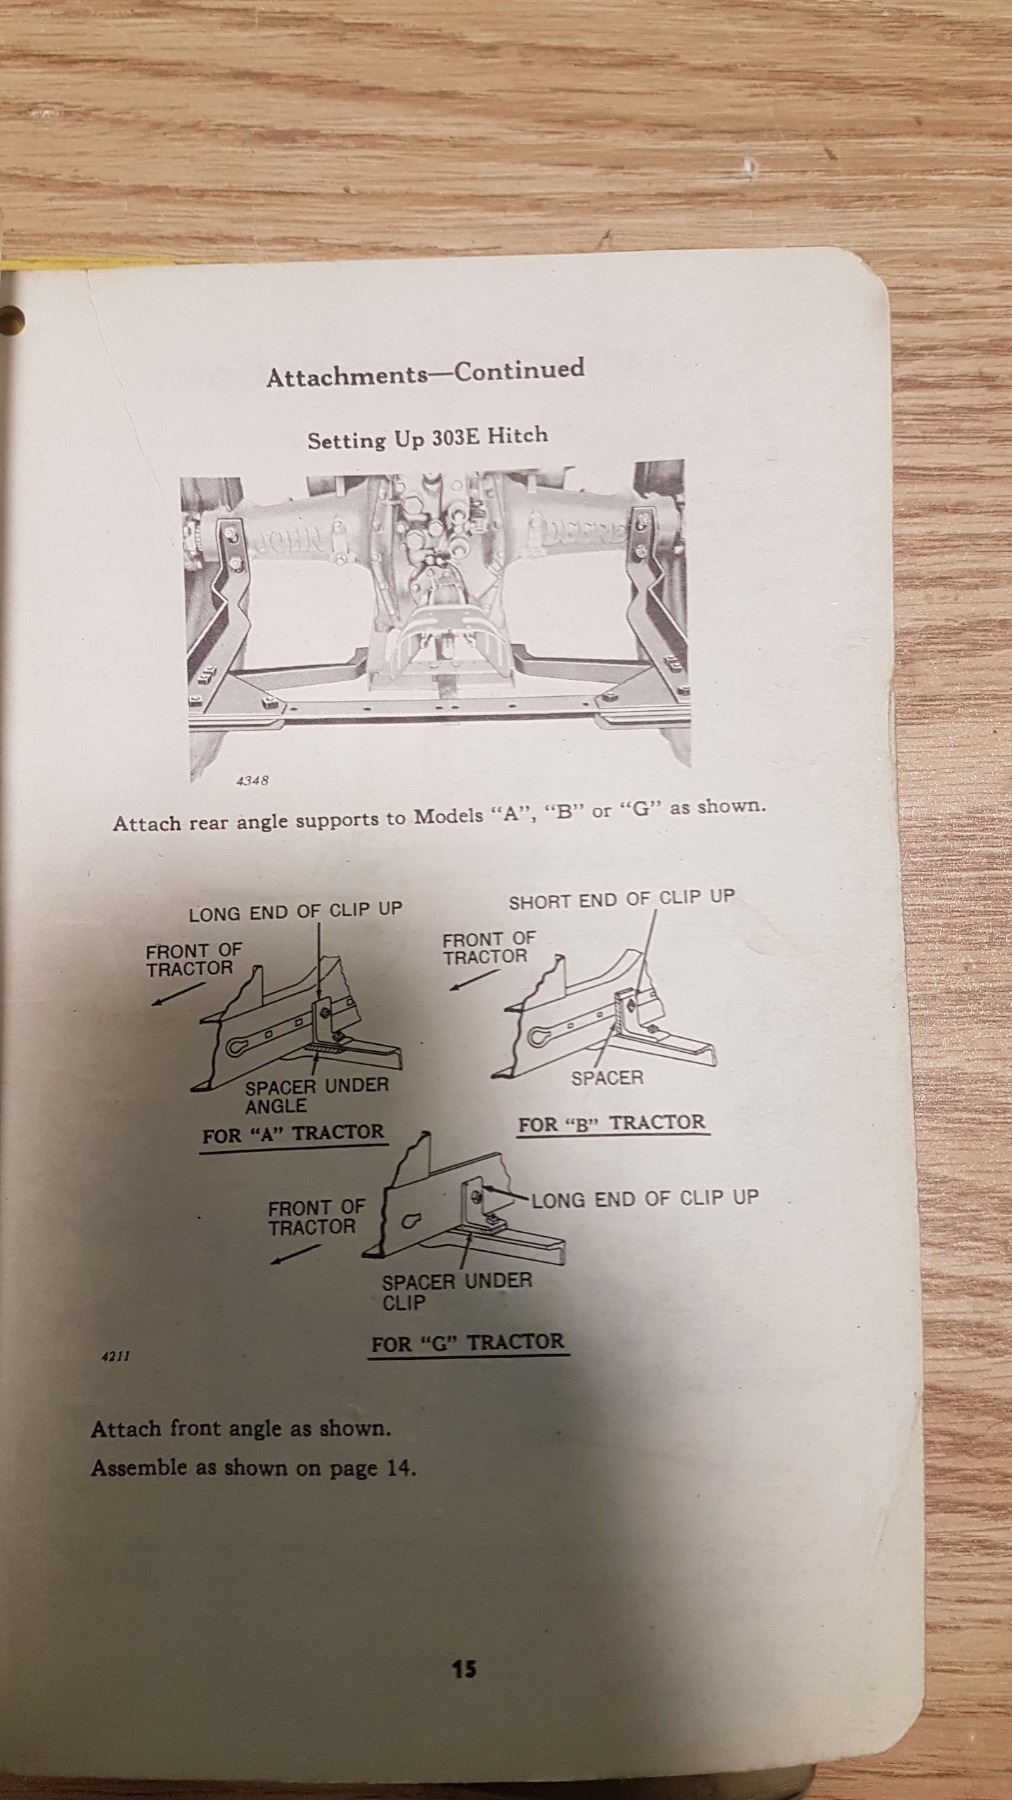 Attachments—Continued
Setting Up 303E Hitch
JOHN DEERE
4348
Attach rear angle supports to Models “A”, “B” or “G” as shown.
LONG END OF CLIP UP
FRONT OF
TRACTOR
SPACER UNDER
ANGLE
FOR “A” TRACTOR
SHORT END OF CLIP UP
FRONT OF
TRACTOR
SPACER
FOR “B” TRACTOR
FRONT OF
TRACTOR
LONG END OF CLIP UP
SPACER UNDER
CLIP
FOR “G” TRACTOR
4211
Attach front angle as shown.
Assemble as shown on page 14.
15